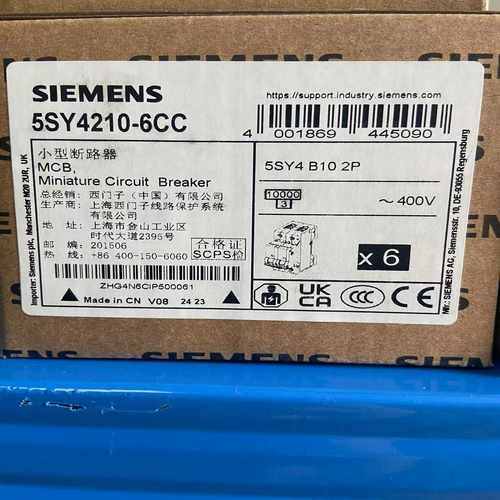 SIEMENS
https://support.industry.siemens.com
5SY4210-6CC
4 001869 445090
小型断路器
MCB,
Miniature Circuit Breaker
5SY4 B10 2P
总经销: 西门子（中国）有限公司
生产商: 上海西门子线路保护系统
有限公司
10000
3
~ 400V
地 址: 上海市金山工业区
时代大道2395号
邮 编: 201506
热 线: +86 400-150-6060
合格证
SCPS检
x 6
ZHG4N6CIP500061
Made in CN V08 24 23
UK
CA
CCC
Importer: Siemens plc, Manchester M20 2UR, UK
Mfr.: SIEMENS AG, Siemensstr. 10, DE-93055 Regensburg
SIEMENS
SIEMENS